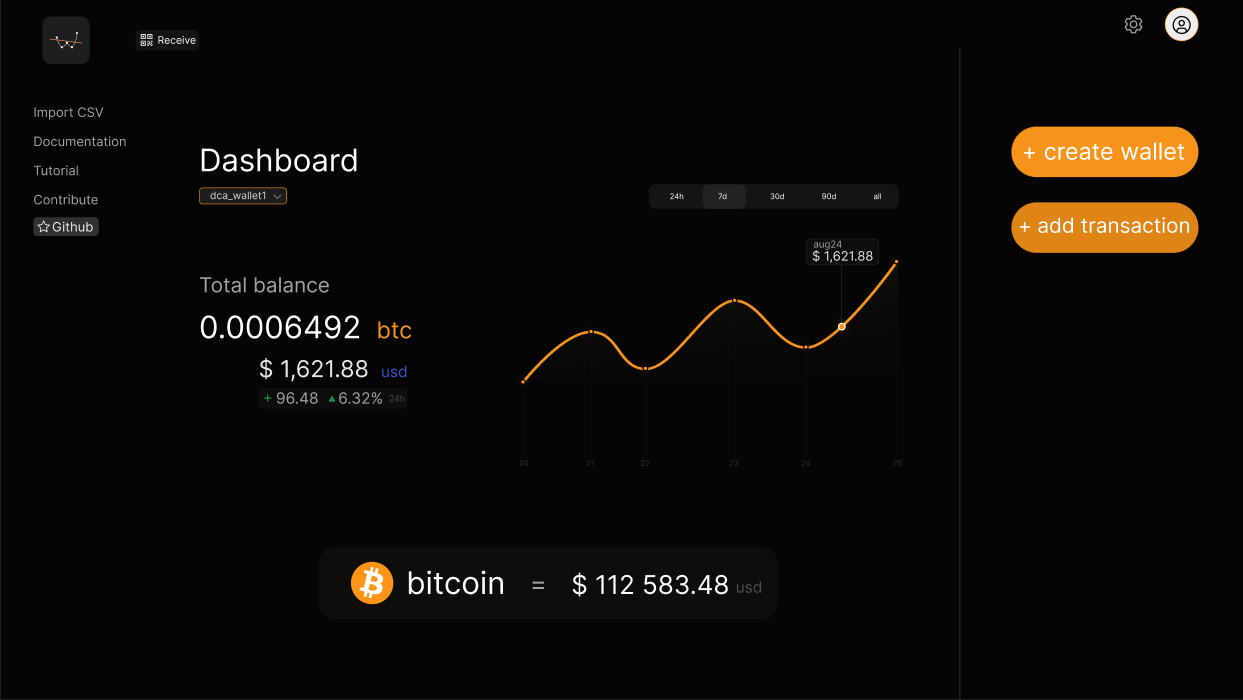 Receive
Import CSV
Documentation
Tutorial
Contribute
Github
Dashboard
dca_wallet1
24h 7d 30d 90d all
Total balance
0.0006492 btc
$ 1,621.88 usd
+ 96.48 ▲ 6.32% 24h
aug24
$ 1,621.88
20 21 22 23 24 25
bitcoin = $ 112 583.48 usd
+ create wallet
+ add transaction